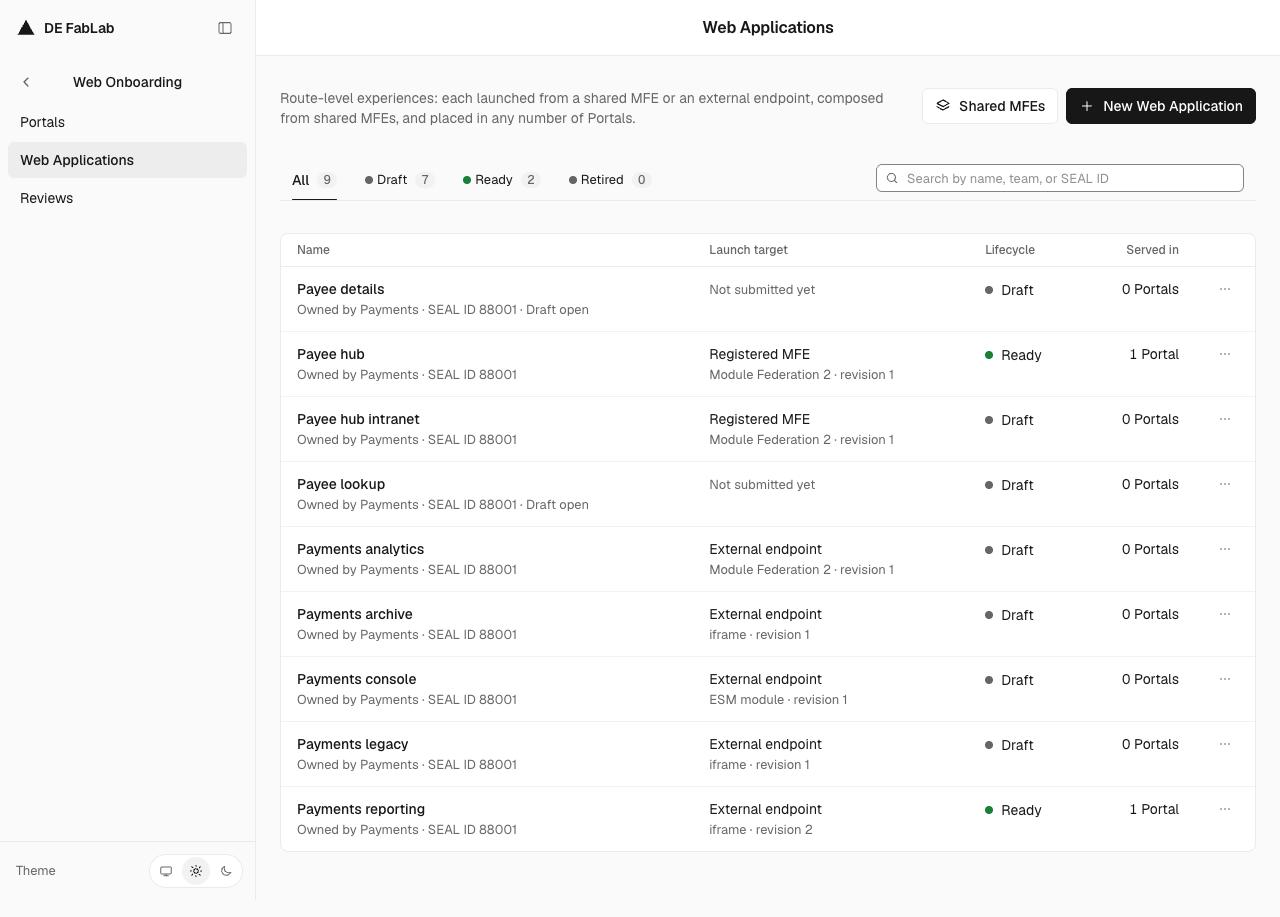 DE FabLab
Web Onboarding
Portals
Web Applications
Reviews
Theme
Web Applications
Route-level experiences: each launched from a shared MFE or an external endpoint, composed
from shared MFEs, and placed in any number of Portals.
Shared MFEs
New Web Application
All 9
Draft 7
Ready 2
Retired 0
Search by name, team, or SEAL ID
Name Launch target Lifecycle Served in
Payee details Not submitted yet Draft 0 Portals
Owned by Payments · SEAL ID 88001 · Draft open
Payee hub Registered MFE Ready 1 Portal
Owned by Payments · SEAL ID 88001 Module Federation 2 · revision 1
Payee hub intranet Registered MFE Draft 0 Portals
Owned by Payments · SEAL ID 88001 Module Federation 2 · revision 1
Payee lookup Not submitted yet Draft 0 Portals
Owned by Payments · SEAL ID 88001 · Draft open
Payments analytics External endpoint Draft 0 Portals
Owned by Payments · SEAL ID 88001 Module Federation 2 · revision 1
Payments archive External endpoint Draft 0 Portals
Owned by Payments · SEAL ID 88001 iframe · revision 1
Payments console External endpoint Draft 0 Portals
Owned by Payments · SEAL ID 88001 ESM module · revision 1
Payments legacy External endpoint Draft 0 Portals
Owned by Payments · SEAL ID 88001 iframe · revision 1
Payments reporting External endpoint Ready 1 Portal
Owned by Payments · SEAL ID 88001 iframe · revision 2